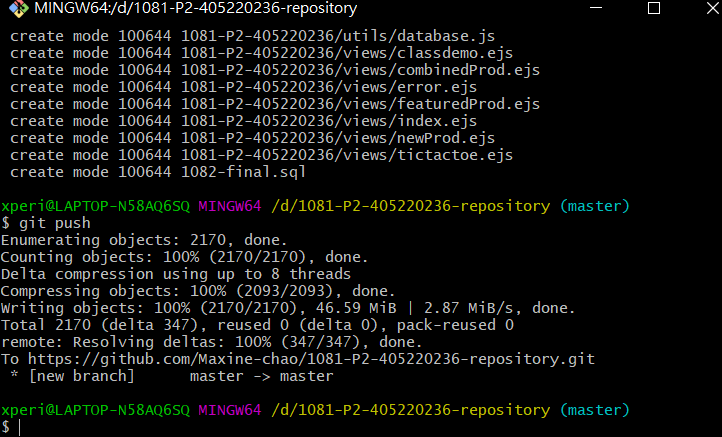 MINGW64:/d/1081-P2-405220236-repository
create mode 100644 1081-P2-405220236/utils/database.js
create mode 100644 1081-P2-405220236/views/classdemo.ejs
create mode 100644 1081-P2-405220236/views/combinedProd.ejs
create mode 100644 1081-P2-405220236/views/error.ejs
create mode 100644 1081-P2-405220236/views/featuredProd.ejs
create mode 100644 1081-P2-405220236/views/index.ejs
create mode 100644 1081-P2-405220236/views/newProd.ejs
create mode 100644 1081-P2-405220236/views/tictactoe.ejs
create mode 100644 1082-final.sql
xperi@LAPTOP-N58AQ6SQ MINGW64 /d/1081-P2-405220236-repository (master)
$ git push
Enumerating objects: 2170, done.
Counting objects: 100% (2170/2170), done.
Delta compression using up to 8 threads
Compressing objects: 100% (2093/2093), done.
Writing objects: 100% (2170/2170), 46.59 MiB | 2.87 MiB/s, done.
Total 2170 (delta 347), reused 0 (delta 0), pack-reused 0
remote: Resolving deltas: 100% (347/347), done.
To https://github.com/Maxine-chao/1081-P2-405220236-repository.git
* [new branch]      master -> master
xperi@LAPTOP-N58AQ6SQ MINGW64 /d/1081-P2-405220236-repository (master)
$